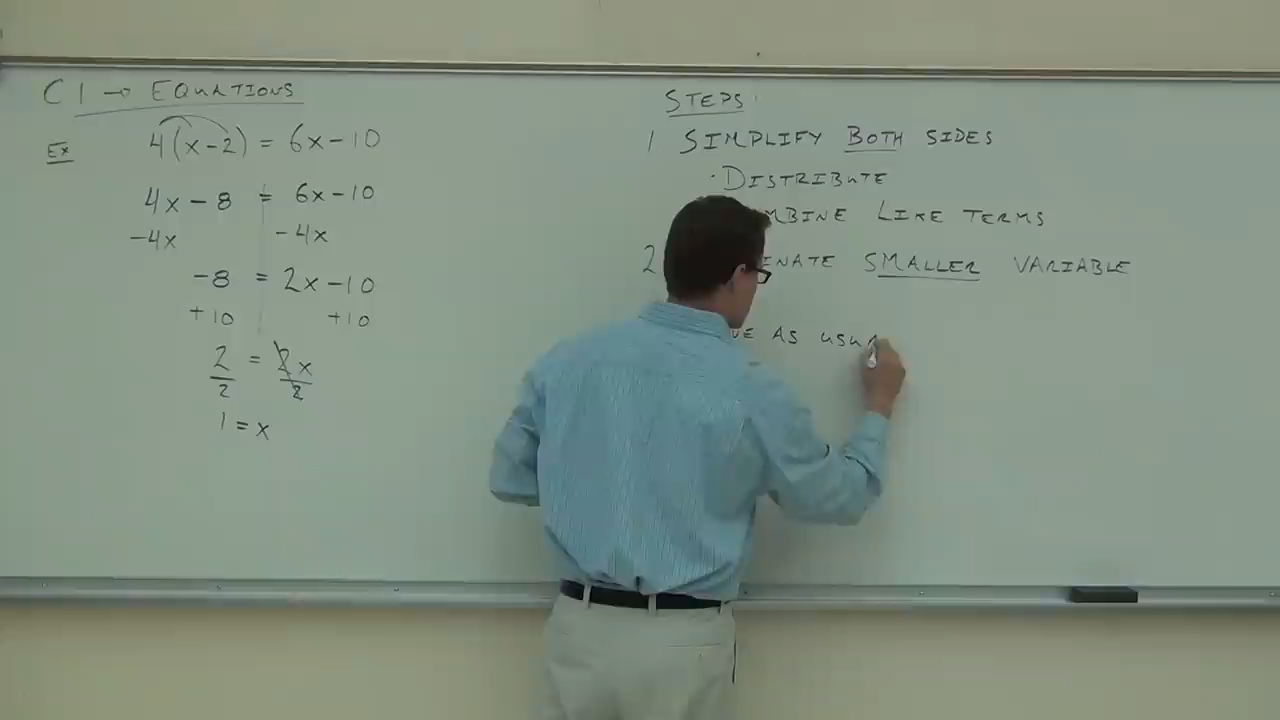 C1 → EQUATIONS
Ex 4(x-2) = 6x-10
4x-8 = 6x-10
-4x -4x
-8 = 2x-10
+10 +10
2/2 = 2x/2
1 = x
STEPS:
1 SIMPLIFY BOTH SIDES
· DISTRIBUTE
LIKE TERMS
2 SMALLER VARIABLE
AS